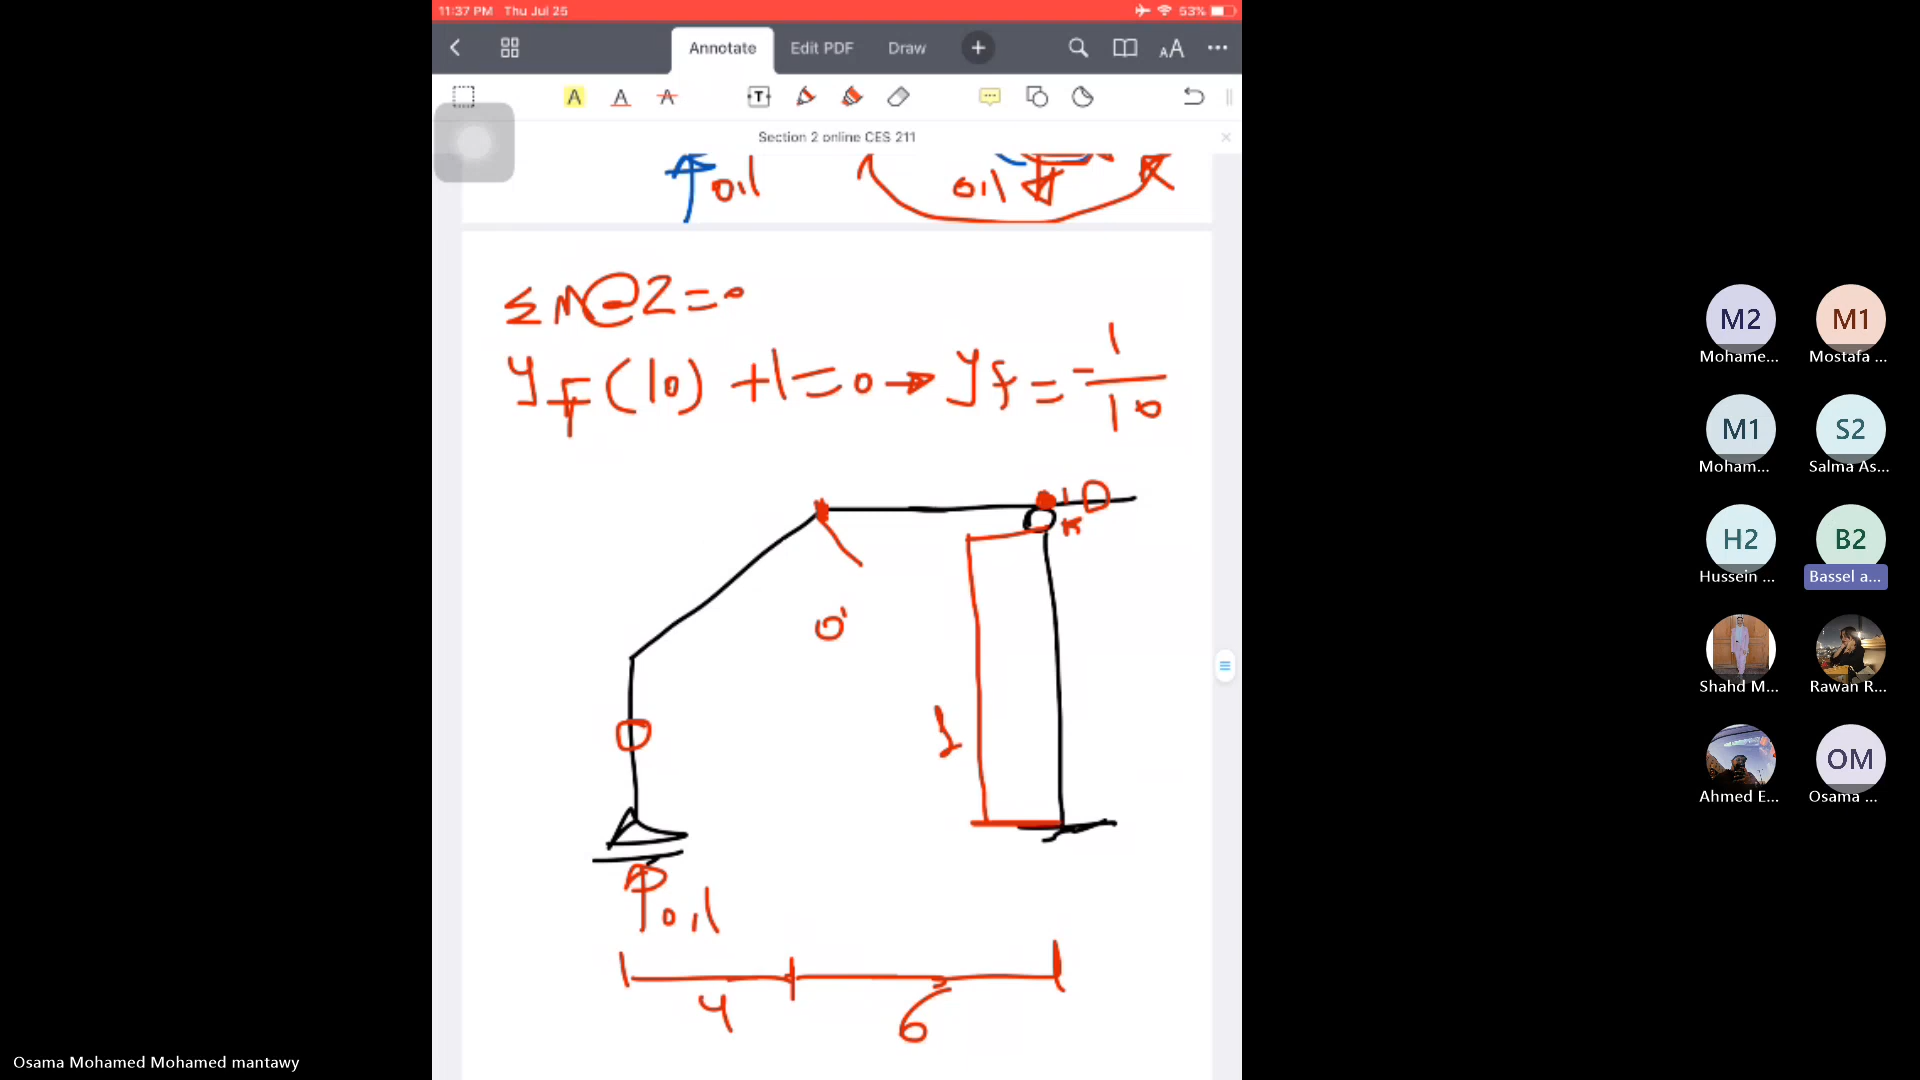 11:37 PM Thu Jul 25
53%
Annotate Edit PDF Draw
A A A T AA
Section 2 online CES 211
0,1 0,1
ΣM@2=0
yF(10) +1=0 → yf = -1/10
D
0
1
0,1
4 6
M2 M1
Mohame... Mostafa ...
M1 S2
Moham... Salma As...
H2 B2
Hussein ... Bassel a...
Shahd M... Rawan R...
OM
Ahmed E... Osama ...
Osama Mohamed Mohamed mantawy